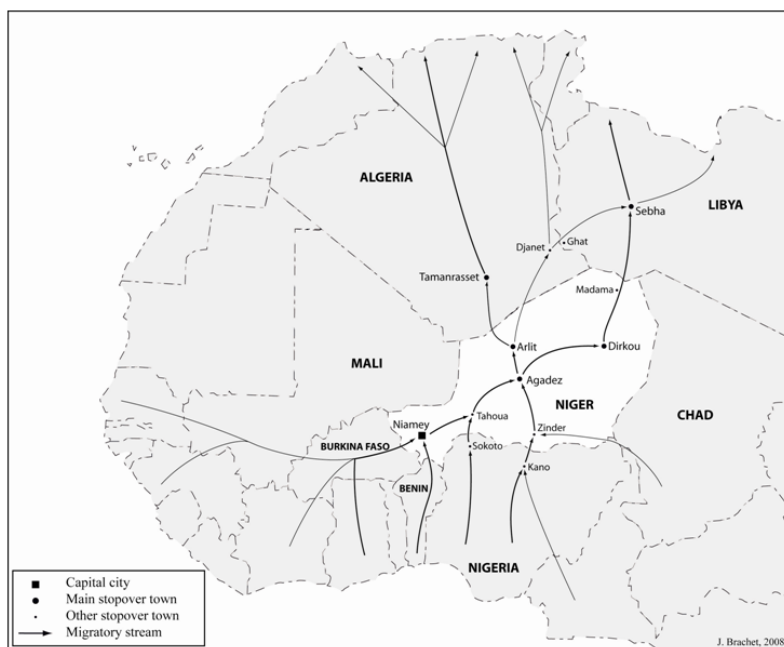 ALGERIA
LIBYA
Sebha
Djanet
Ghat
Tamanrasset
Madama
Arlit
Dirkou
MALI
Agadez
NIGER
CHAD
Niamey
Tahoua
Zinder
BURKINA FASO
Sokoto
Kano
BENIN
NIGERIA
Capital city
Main stopover town
Other stopover town
Migratory stream
J. Brachet, 2008